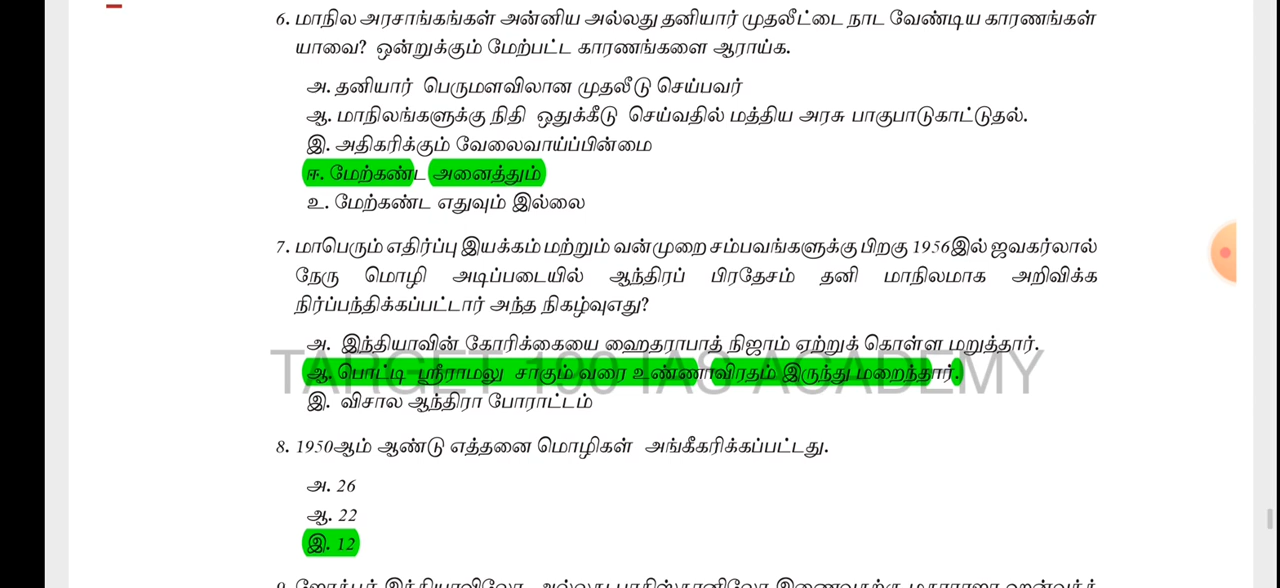 6. மாநில அரசாங்கங்கள் அன்னிய அல்லது தனியார் முதலீட்டை நாட வேண்டிய காரணங்கள்
யாவை? ஒன்றுக்கும் மேற்பட்ட காரணங்களை ஆராய்க.
அ. தனியார் பெருமளவிலான முதலீடு செய்பவர்
ஆ. மாநிலங்களுக்கு நிதி ஒதுக்கீடு செய்வதில் மத்திய அரசு பாகுபாடுகாட்டுதல்.
இ. அதிகரிக்கும் வேலைவாய்ப்பின்மை
ஈ. மேற்கண்ட அனைத்தும்
உ. மேற்கண்ட எதுவும் இல்லை
7. மாபெரும் எதிர்ப்பு இயக்கம் மற்றும் வன்முறை சம்பவங்களுக்கு பிறகு 1956இல் ஜவகர்லால்
நேரு மொழி அடிப்படையில் ஆந்திரப் பிரதேசம் தனி மாநிலமாக அறிவிக்க
நிர்ப்பந்திக்கப்பட்டார் அந்த நிகழ்வுஎது?
அ. இந்தியாவின் கோரிக்கையை ஹைதராபாத் நிஜாம் ஏற்றுக் கொள்ள மறுத்தார்.
TARGET 100 IAS ACADEMY
ஆ. பொட்டி ஸ்ரீராமலு சாகும் வரை உண்ணாவிரதம் இருந்து மறைந்தார்.
இ. விசால ஆந்திரா போராட்டம்
8. 1950ஆம் ஆண்டு எத்தனை மொழிகள் அங்கீகரிக்கப்பட்டது.
அ. 26
ஆ. 22
இ. 12